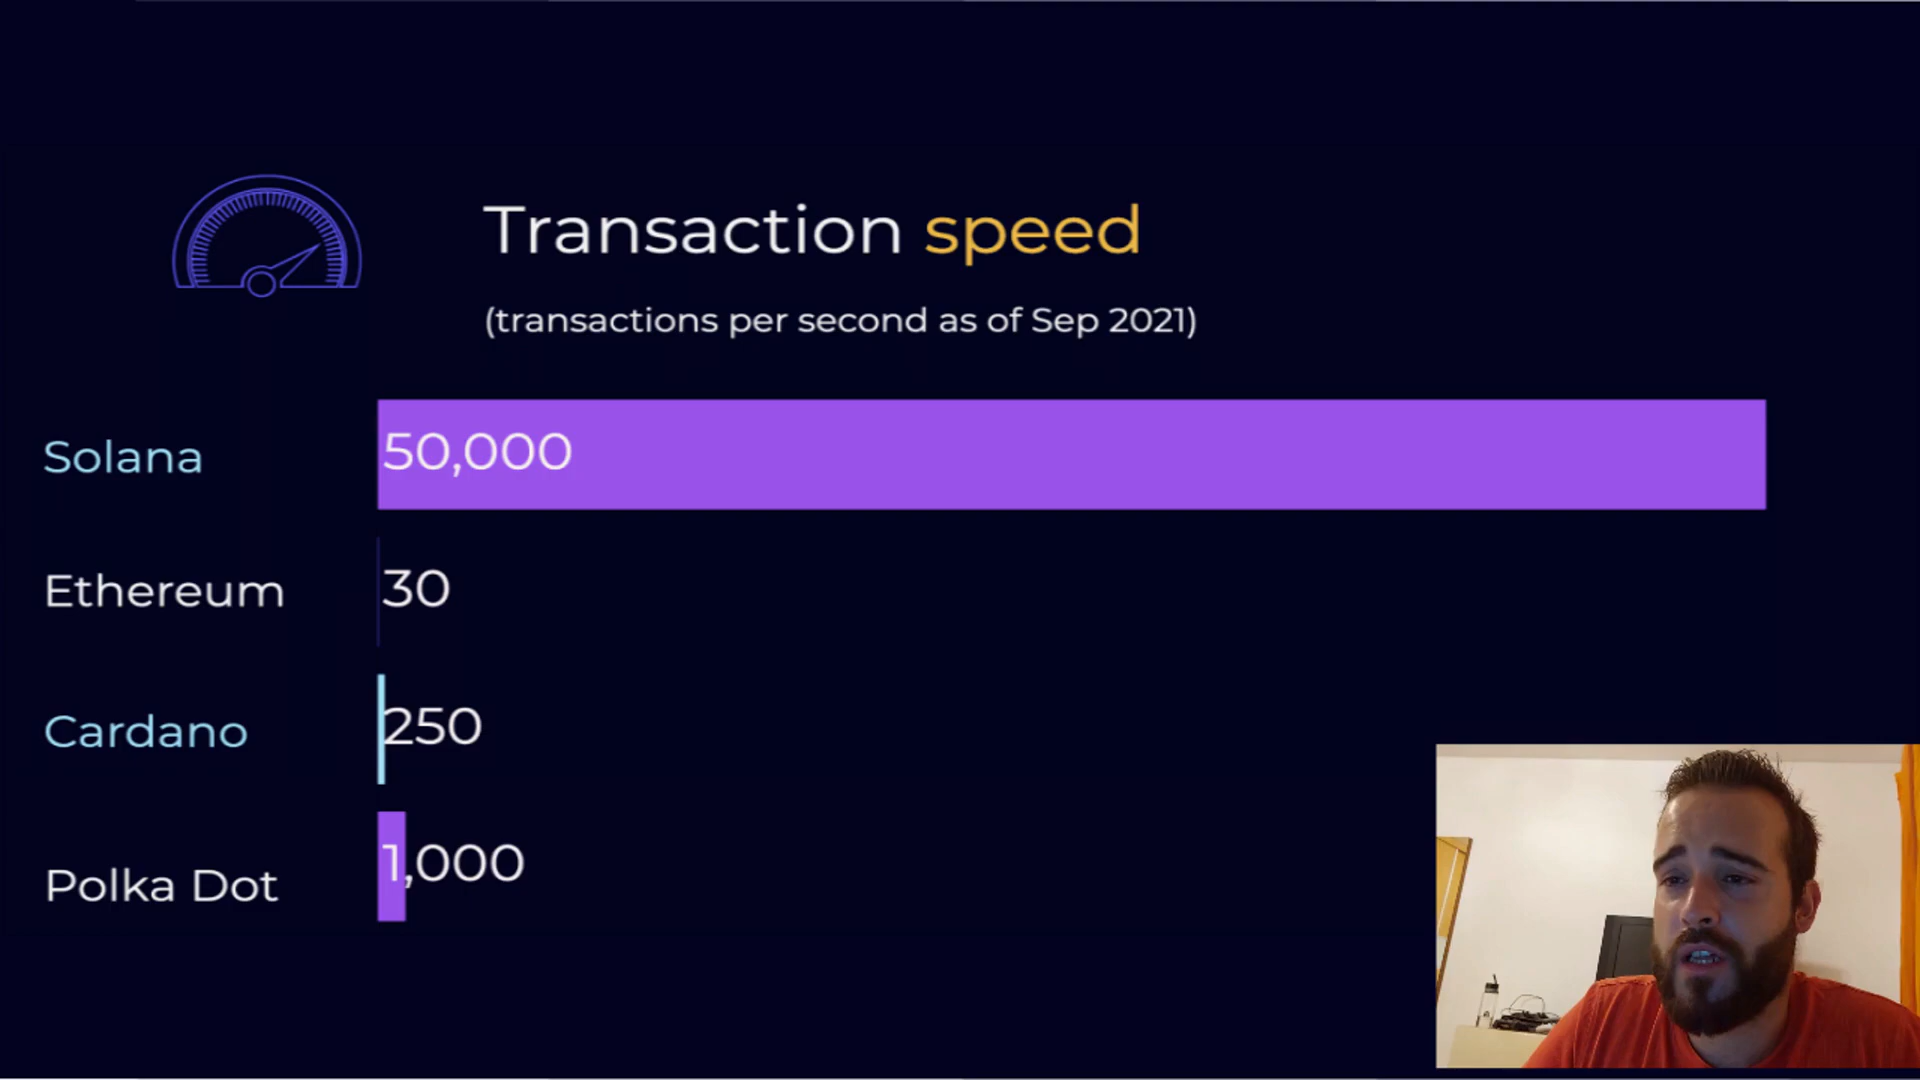 Transaction speed
(transactions per second as of Sep 2021)
Solana 50,000
Ethereum 30
Cardano 250
Polka Dot 1,000